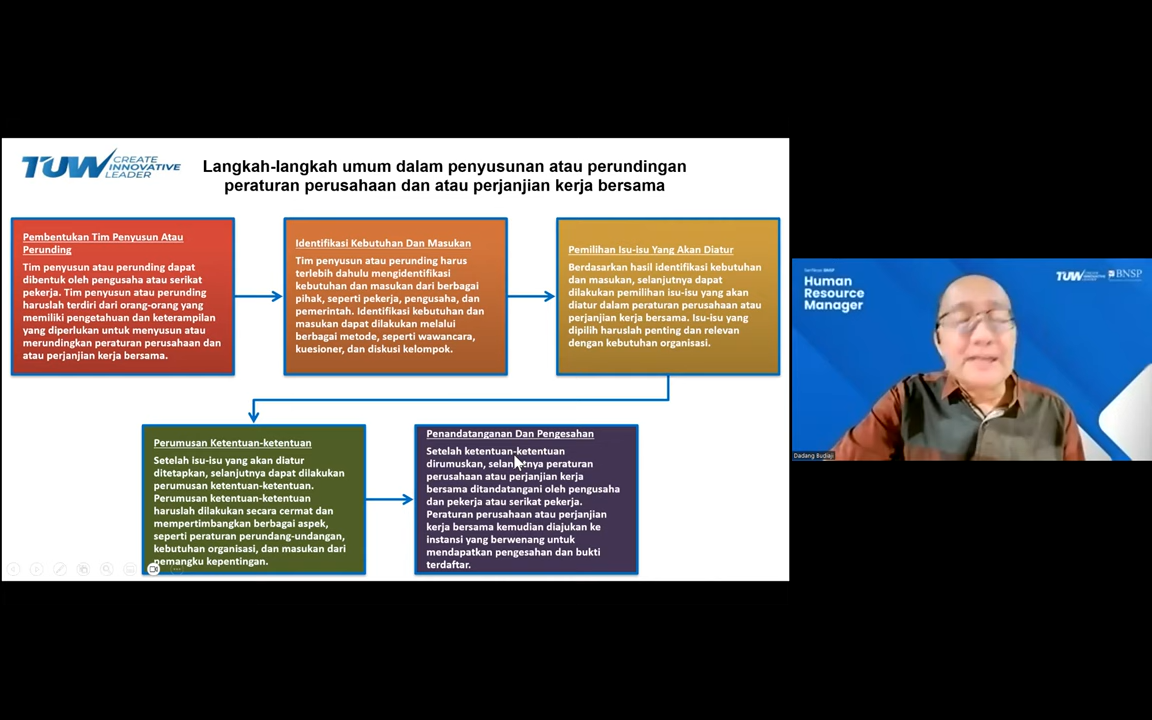 TUW CREATE
INNOVATIVE
LEADER
Langkah-langkah umum dalam penyusunan atau perundingan
peraturan perusahaan dan atau perjanjian kerja bersama
Pembentukan Tim Penyusun Atau
Perunding
Tim penyusun atau perunding dapat
dibentuk oleh pengusaha atau serikat
pekerja. Tim penyusun atau perunding
haruslah terdiri dari orang-orang yang
memiliki pengetahuan dan keterampilan
yang diperlukan untuk menyusun atau
merundingkan peraturan perusahaan dan
atau perjanjian kerja bersama.
Identifikasi Kebutuhan Dan Masukan
Tim penyusun atau perunding harus
terlebih dahulu mengidentifikasi
kebutuhan dan masukan dari berbagai
pihak, seperti pekerja, pengusaha, dan
pemerintah. Identifikasi kebutuhan dan
masukan dapat dilakukan melalui
berbagai metode, seperti wawancara,
kuesioner, dan diskusi kelompok.
Pemilihan Isu-isu Yang Akan Diatur
Berdasarkan hasil identifikasi kebutuhan
dan masukan, selanjutnya dapat
dilakukan pemilihan isu-isu yang akan
diatur dalam peraturan perusahaan atau
perjanjian kerja bersama. Isu-isu yang
dipilih haruslah penting dan relevan
dengan kebutuhan organisasi.
Perumusan Ketentuan-ketentuan
Setelah isu-isu yang akan diatur
ditetapkan, selanjutnya dapat dilakukan
perumusan ketentuan-ketentuan.
Perumusan ketentuan-ketentuan
haruslah dilakukan secara cermat dan
mempertimbangkan berbagai aspek,
seperti peraturan perundang-undangan,
kebutuhan organisasi, dan masukan dari
pemangku kepentingan.
Penandatanganan Dan Pengesahan
Setelah ketentuan-ketentuan
dirumuskan, selanjutnya peraturan
perusahaan atau perjanjian kerja
bersama ditandatangani oleh pengusaha
dan pekerja atau serikat pekerja.
Peraturan perusahaan atau perjanjian
kerja bersama kemudian diajukan ke
instansi yang berwenang untuk
mendapatkan pengesahan dan bukti
terdaftar.
Sertifikasi BNSP
Human
Resource
Manager
TUW
BNSP
Dadang Budiaji